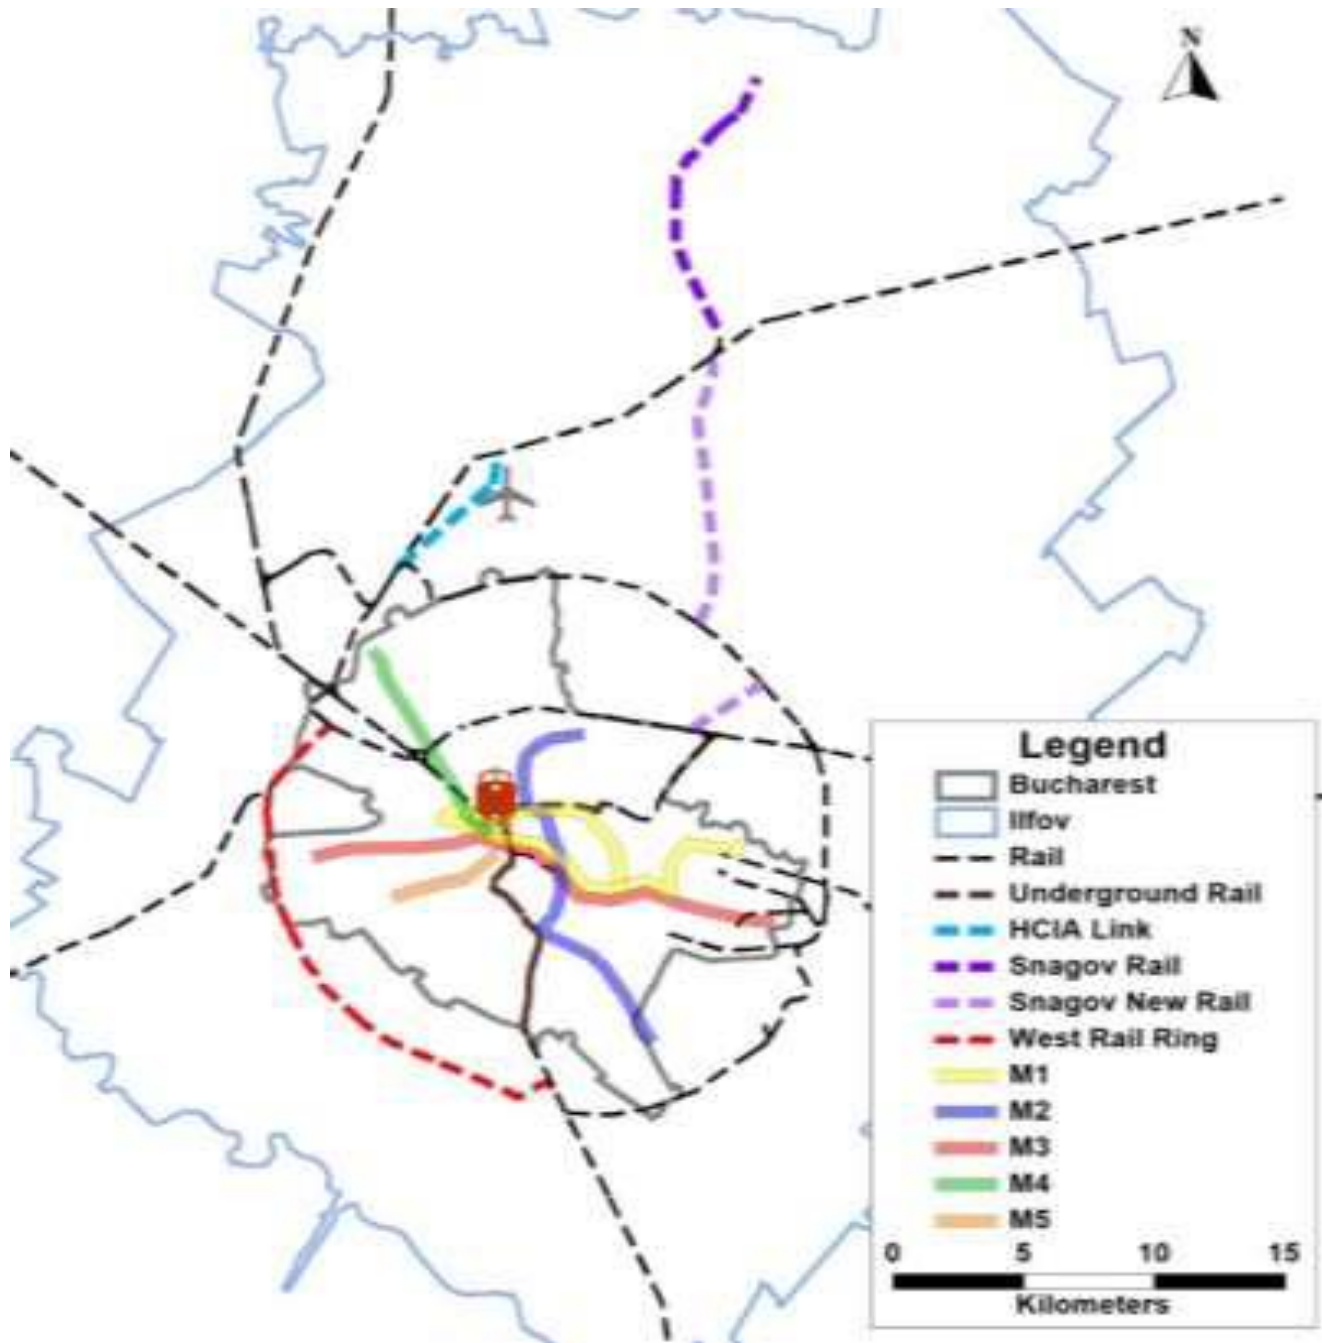 N
Legend
Bucharest
Ilfov
Rail
Underground Rail
HCIA Link
Snagov Rail
Snagov New Rail
West Rail Ring
M1
M2
M3
M4
M5
0 5 10 15
Kilometers